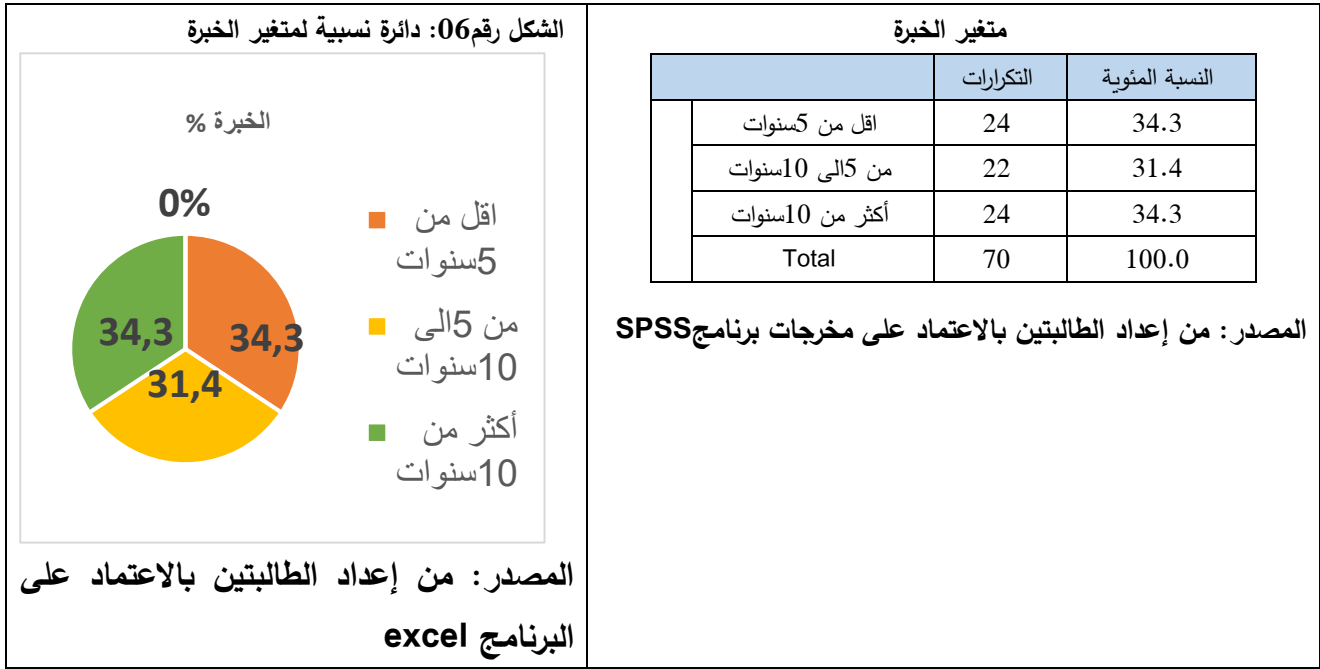 متغير الخبرة
النسبة المئوية التكرارات
اقل من 5سنوات 24 34.3
من 5الى 10سنوات 22 31.4
أكثر من 10سنوات 24 34.3
Total 70 100.0
المصدر: من إعداد الطالبتين بالاعتماد على مخرجات برنامجSPSS
الشكل رقم06: دائرة نسبية لمتغير الخبرة
الخبرة %
0%
34,3
34,3
31,4
اقل من
5سنوات
من 5الى
10سنوات
أكثر من
10سنوات
المصدر: من إعداد الطالبتين بالاعتماد على
البرنامج excel